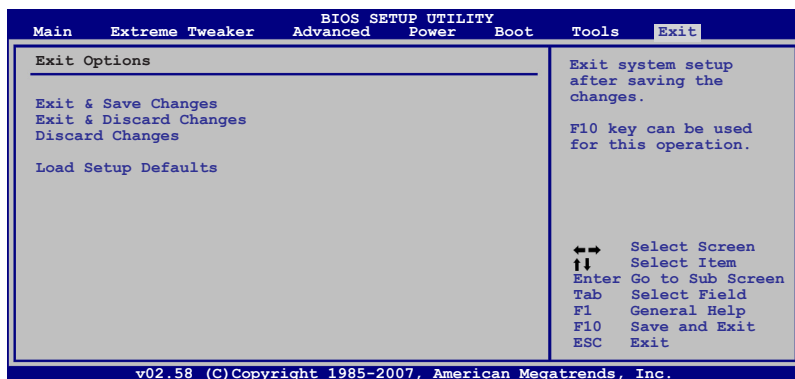 BIOS SETUP UTILITY
Main Extreme Tweaker Advanced Power Boot Tools Exit
Exit Options
Exit & Save Changes
Exit & Discard Changes
Discard Changes
Load Setup Defaults
Exit system setup
after saving the
changes.
F10 key can be used
for this operation.
←→ Select Screen
↑↓ Select Item
Enter Go to Sub Screen
Tab Select Field
F1 General Help
F10 Save and Exit
ESC Exit
v02.58 (C)Copyright 1985-2007, American Megatrends, Inc.